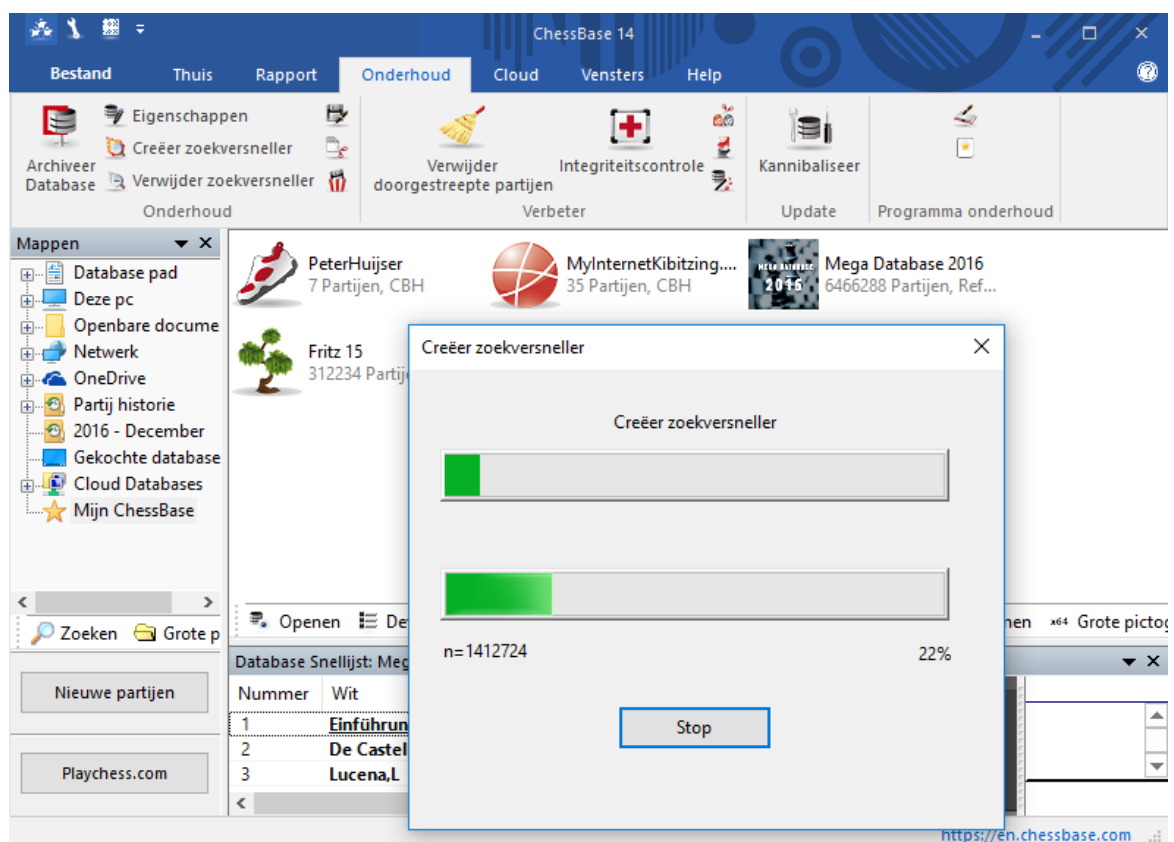 ChessBase 14
Bestand Thuis Rapport Onderhoud Cloud Vensters Help
Archiveer Database
Eigenschappen
Creëer zoekversneller
Verwijder zoekversneller
Onderhoud
Verwijder
doorgestreepte partijen
Integriteitscontrole
Verbeter
Kannibaliseer
Update
Programma onderhoud
Mappen
Database pad
Deze pc
Openbare docume
Netwerk
OneDrive
Partij historie
2016 - December
Gekochte database
Cloud Databases
Mijn ChessBase
Zoeken Grote p
Nieuwe partijen
Playchess.com
PeterHuijser
7 Partijen, CBH
MyInternetKibitzing....
35 Partijen, CBH
MEGA DATABASE
2016
Mega Database 2016
6466288 Partijen, Ref...
Fritz 15
312234 Partij
Creëer zoekversneller
Creëer zoekversneller
n=1412724 22%
Stop
Openen De
nen x64 Grote pictog
Database Snellijst: Meg
Nummer Wit
1 Einführun
2 De Castel
3 Lucena,L
https://en.chessbase.com